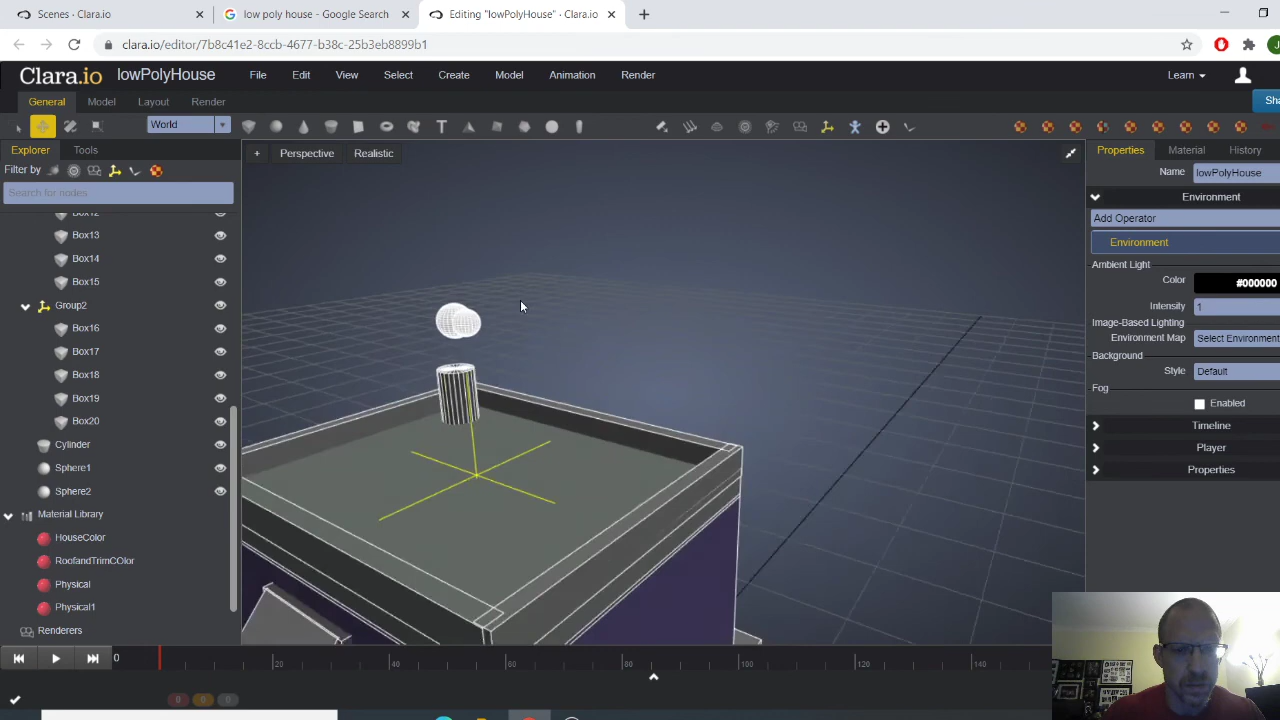 Scenes - Clara.io
low poly house - Google Search
Editing "lowPolyHouse" - Clara.io
clara.io/editor/7b8c41e2-8ccb-4677-b38c-25b3eb8899b1
Clara.io lowPolyHouse File Edit View Select Create Model Animation Render Learn
General Model Layout Render Sha
World
Explorer Tools + Perspective Realistic Properties Material History
Filter by
Name lowPolyHouse
Search for nodes
Environment
Box12
Add Operator
Box13
Environment
Box14
Ambient Light
Box15
Color #000000
Group2
Intensity 1
Box16
Image-Based Lighting
Environment Map Select Environment
Box17
Background
Box18
Style Default
Fog
Box19
Enabled
Box20
Timeline
Cylinder
Player
Sphere1
Properties
Sphere2
Material Library
HouseColor
RoofandTrimCOlor
Physical
Physical1
Renderers
0 20 40 60 80 100 120 140
0 0 0